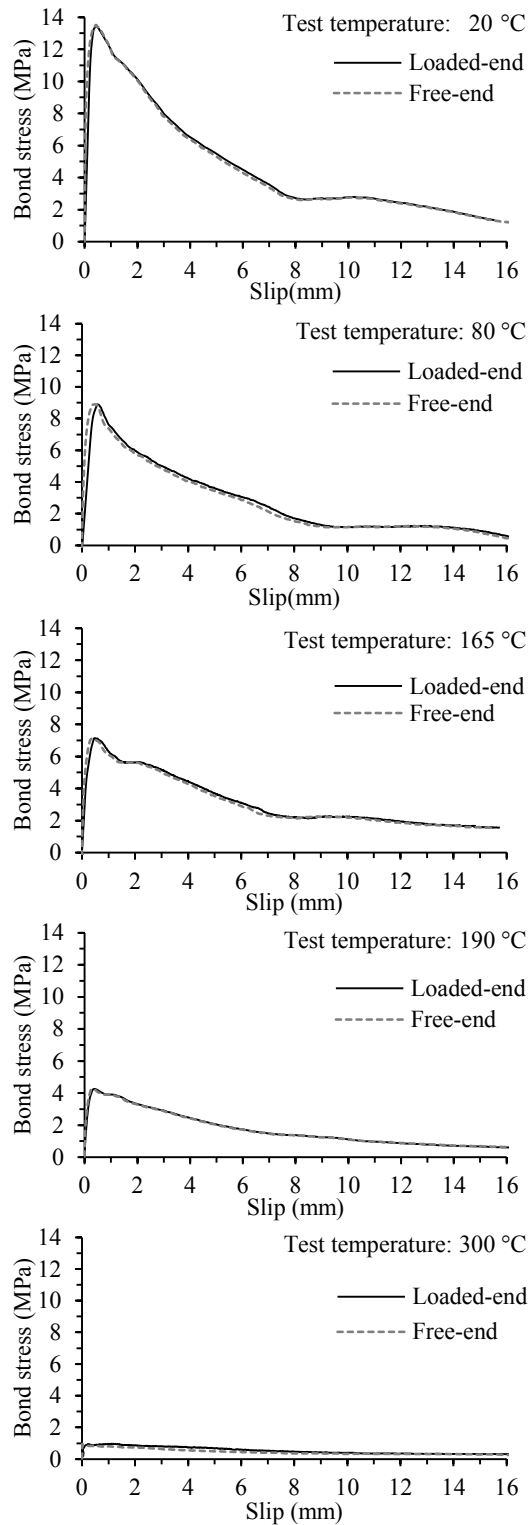 Test temperature: 20 °C
Loaded-end
Free-end
Bond stress (MPa)
14
12
10
8
6
4
2
0
0 2 4 6 8 10 12 14 16
Slip(mm)
Test temperature: 80 °C
Loaded-end
Free-end
Bond stress (MPa)
14
12
10
8
6
4
2
0
0 2 4 6 8 10 12 14 16
Slip(mm)
Test temperature: 165 °C
Loaded-end
Free-end
Bond stress (MPa)
14
12
10
8
6
4
2
0
0 2 4 6 8 10 12 14 16
Slip (mm)
Test temperature: 190 °C
Loaded-end
Free-end
Bond stress (MPa)
14
12
10
8
6
4
2
0
0 2 4 6 8 10 12 14 16
Slip (mm)
Test temperature: 300 °C
Loaded-end
Free-end
Bond stress (MPa)
14
12
10
8
6
4
2
0
0 2 4 6 8 10 12 14 16
Slip (mm)